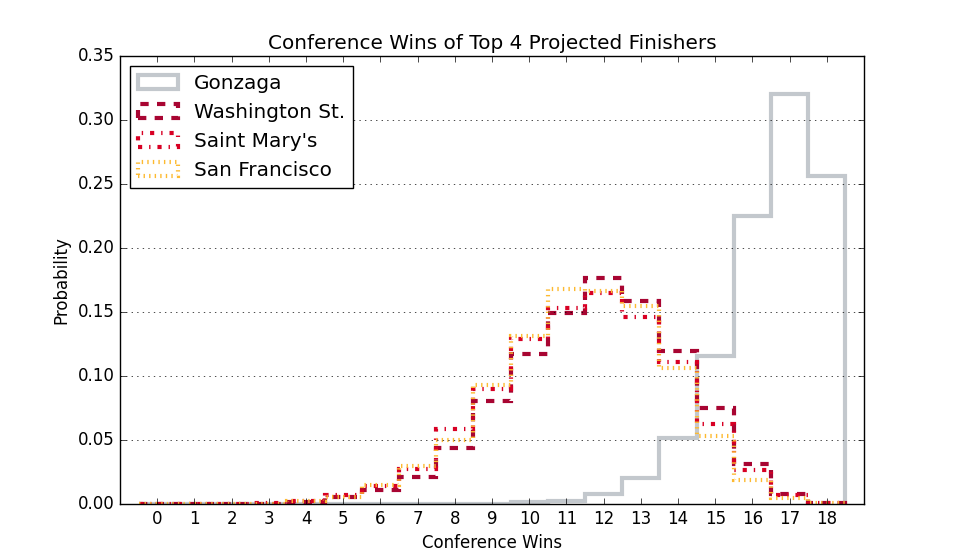 Conference Wins of Top 4 Projected Finishers
Gonzaga
Washington St.
Saint Mary's
San Francisco
0.35
0.30
0.25
0.20
0.15
0.10
0.05
0.00
Probability
0 1 2 3 4 5 6 7 8 9 10 11 12 13 14 15 16 17 18
Conference Wins